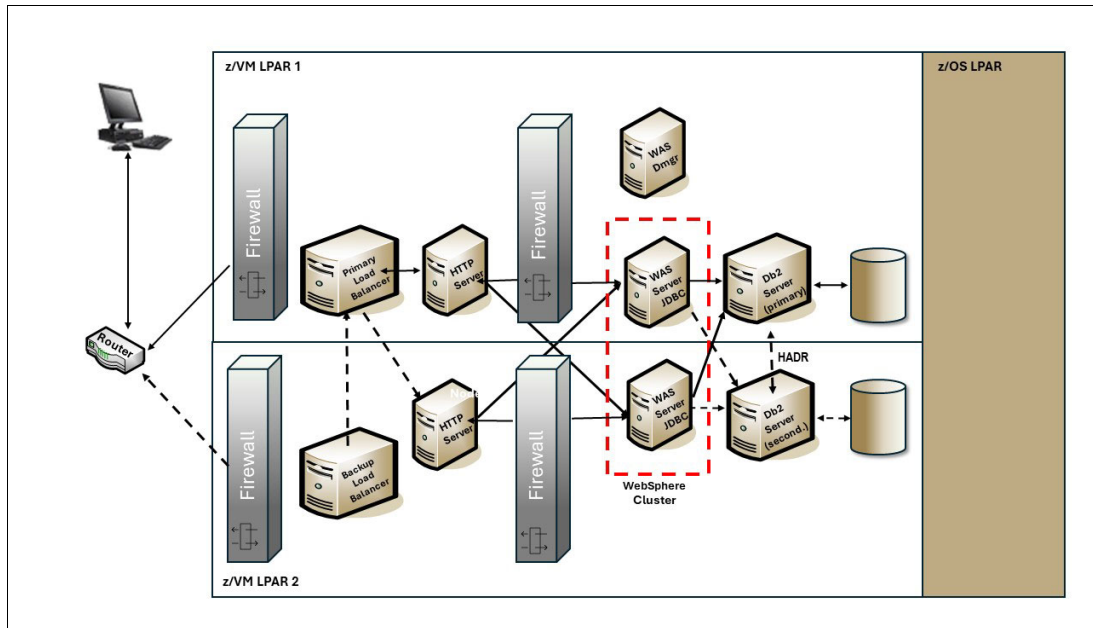 z/VM LPAR 1
z/OS LPAR
Firewall
Firewall
WAS
Dmgr
Primary
Load
Balancer
HTTP
Server
WAS
Server
JDBC
Db2
Server
(primary)
Router
HADR
Firewall
Node
HTTP
Server
Firewall
WAS
Server
JDBC
Db2
Server
(second.)
Backup
Load
Balancer
WebSphere
Cluster
z/VM LPAR 2